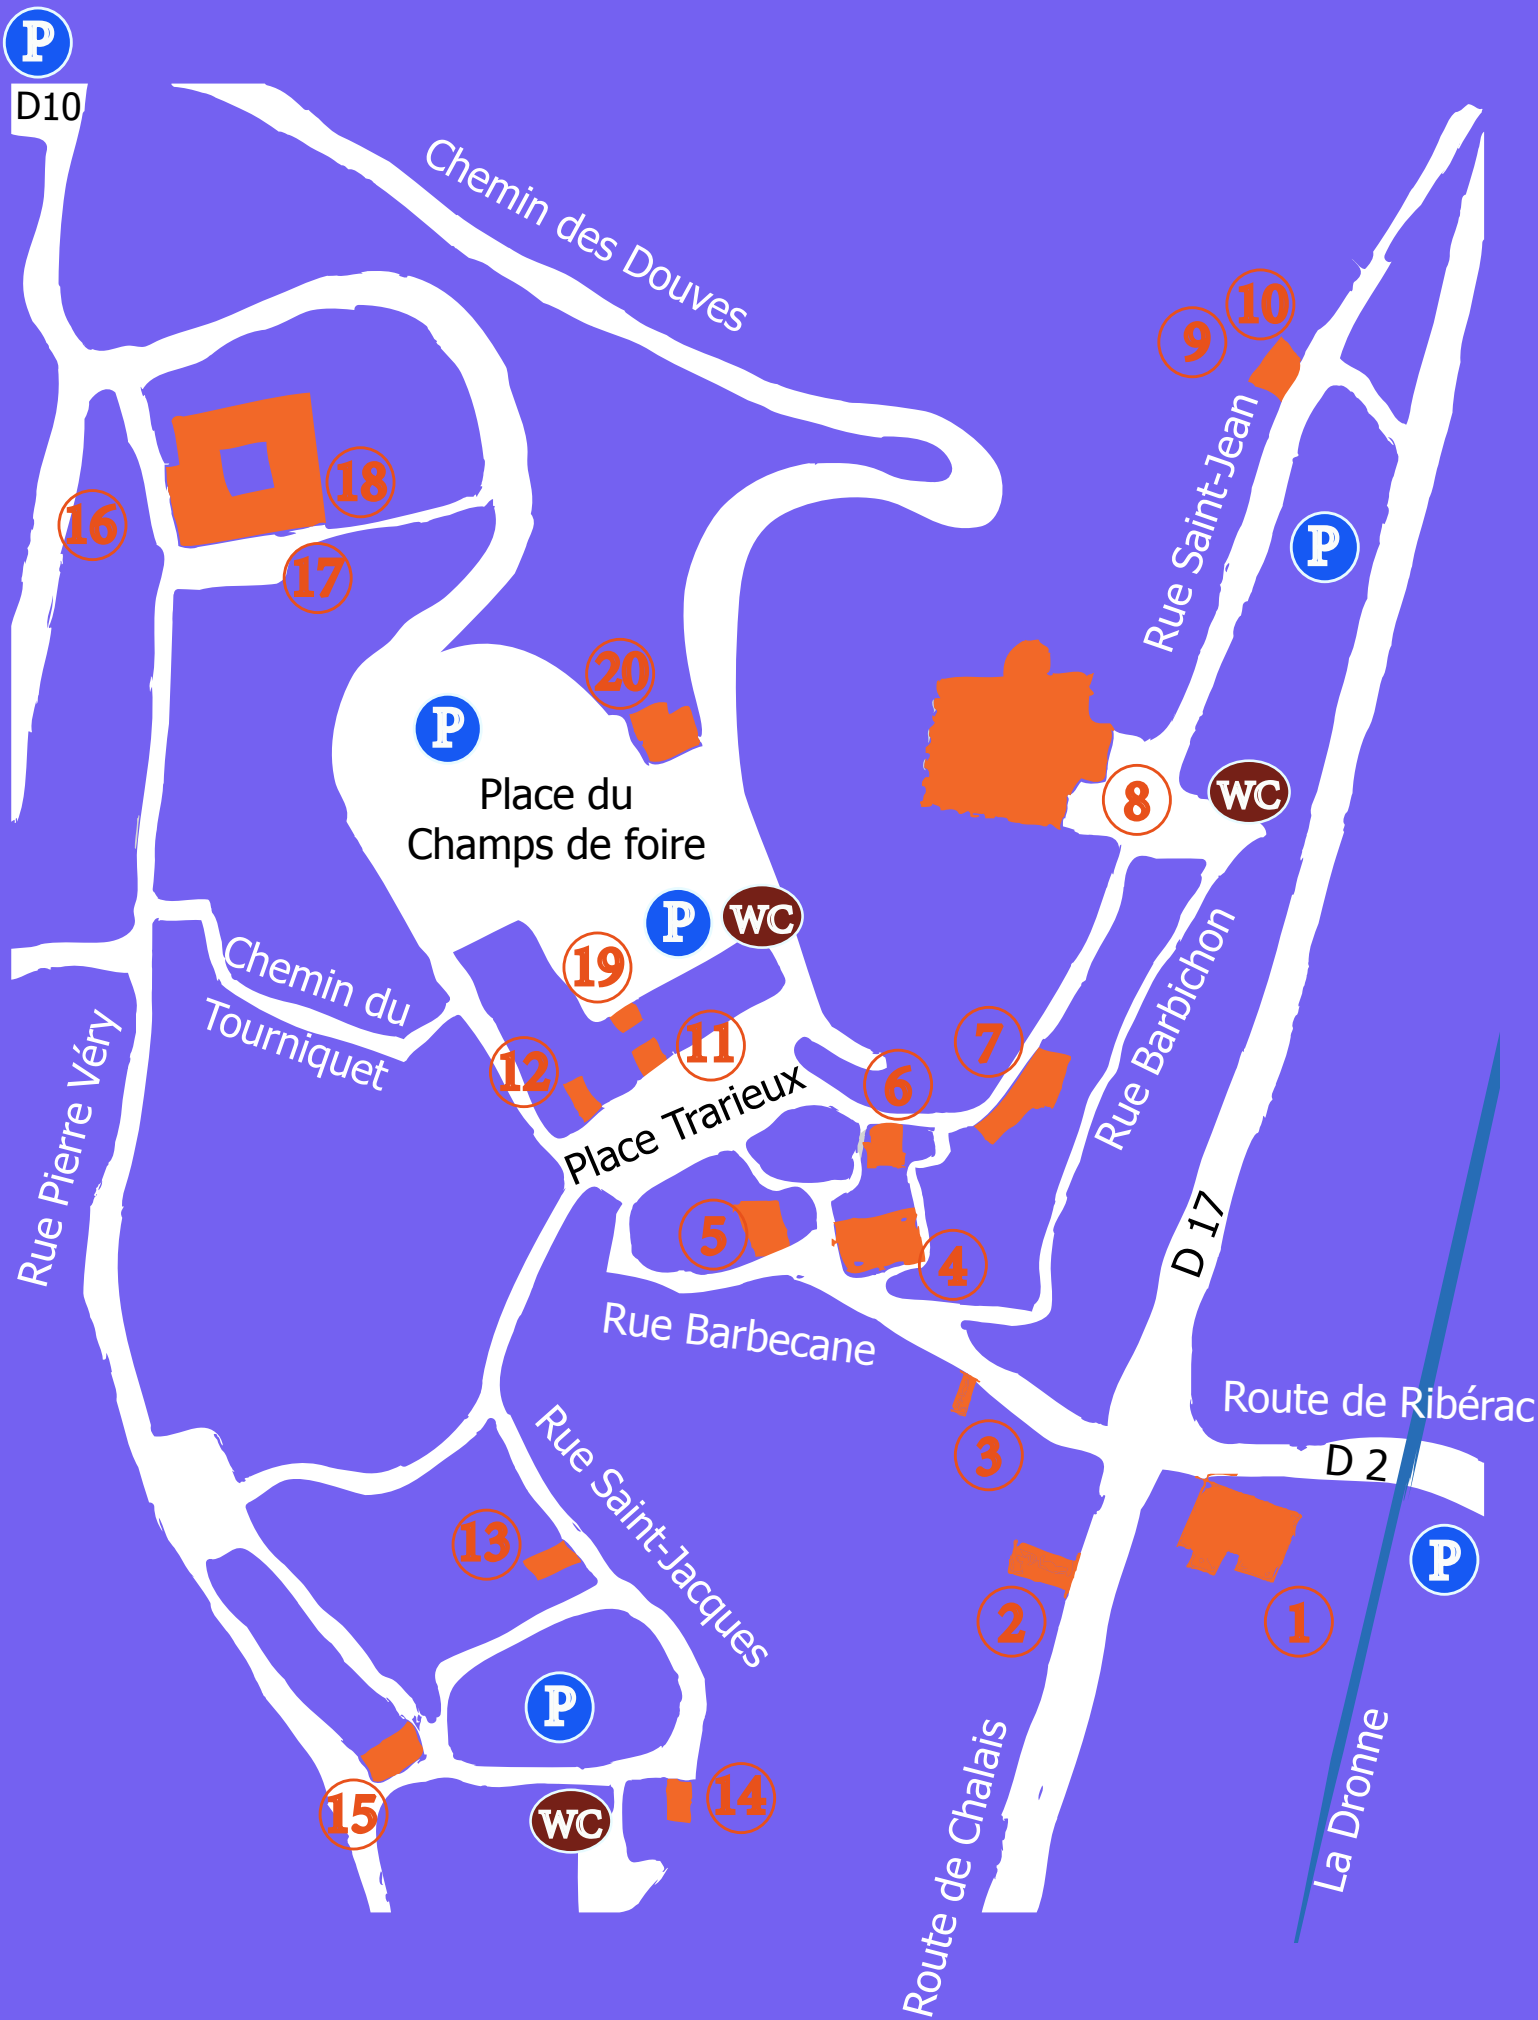 P
D10
Chemin des Douves
10
9
Rue Saint-Jean
18
16
P
17
20
P
Place du
Champs de foire
8
WC
P
WC
19
Chemin du
Tourniquet
Rue Barbichon
7
11
12
6
Place Trarieux
Rue Pierre Véry
5
4
D 17
Rue Barbecane
Route de Ribérac
D 2
3
Rue Saint-Jacques
13
P
2
1
P
14
15
WC
Route de Chalais
La Dronne